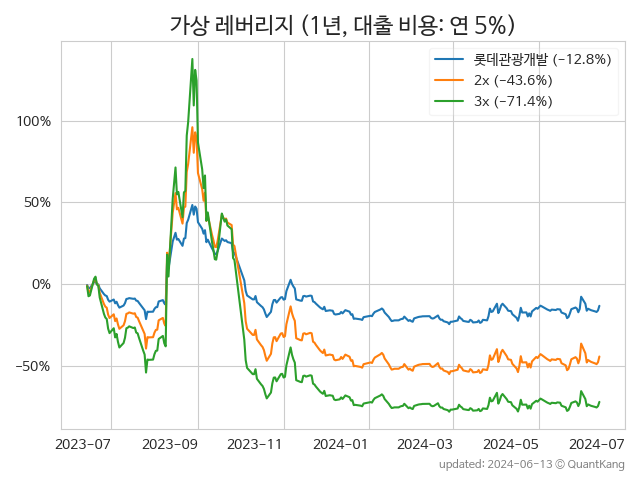 가상 레버리지 (1년, 대출 비용: 연 5%)
롯데관광개발 (−12.8%)
2x (−43.6%)
3x (−71.4%)
100%
50%
0%
−50%
2023-07
2023-09
2023-11
2024-01
2024-03
2024-05
2024-07
updated: 2024-06-13 © QuantKang